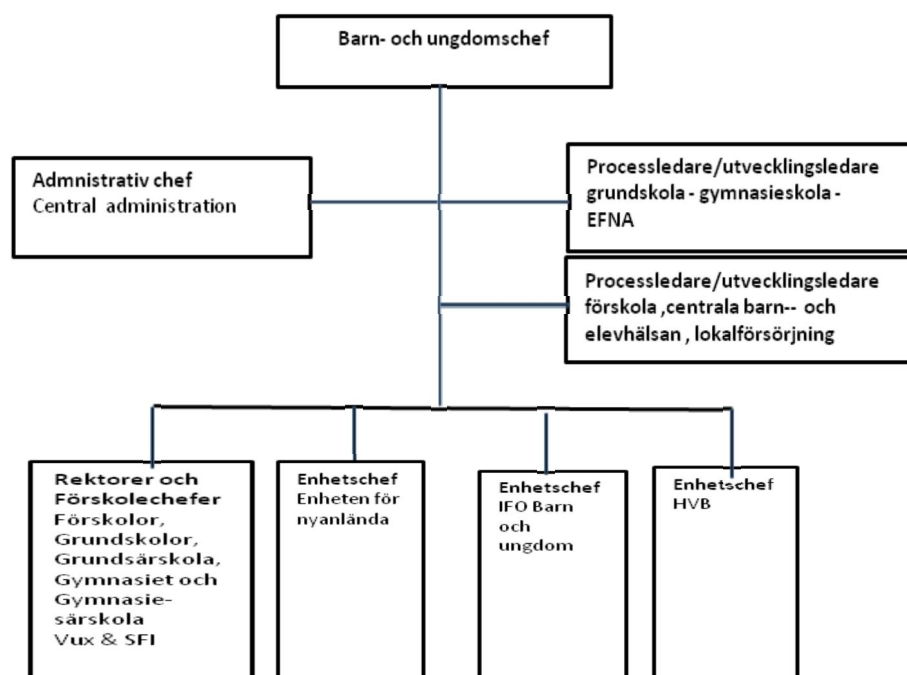 Barn- och ungdomschef
Admnistrativ chef
Central administration
Processledare/utvecklingsledare
grundskola - gymnasieskola -
EFNA
Processledare/utvecklingsledare
förskola ,centrala barn-- och
elevhälsan , lokalförsörjning
Rektorer och
Förskolechefer
Förskolor,
Grundskolor,
Grundsärskola,
Gymnasiet och
Gymnasie-
särskola
Vux & SFI
Enhetschef
Enheten för
nyanlända
Enhetschef
IFO Barn
och
ungdom
Enhetschef
HVB